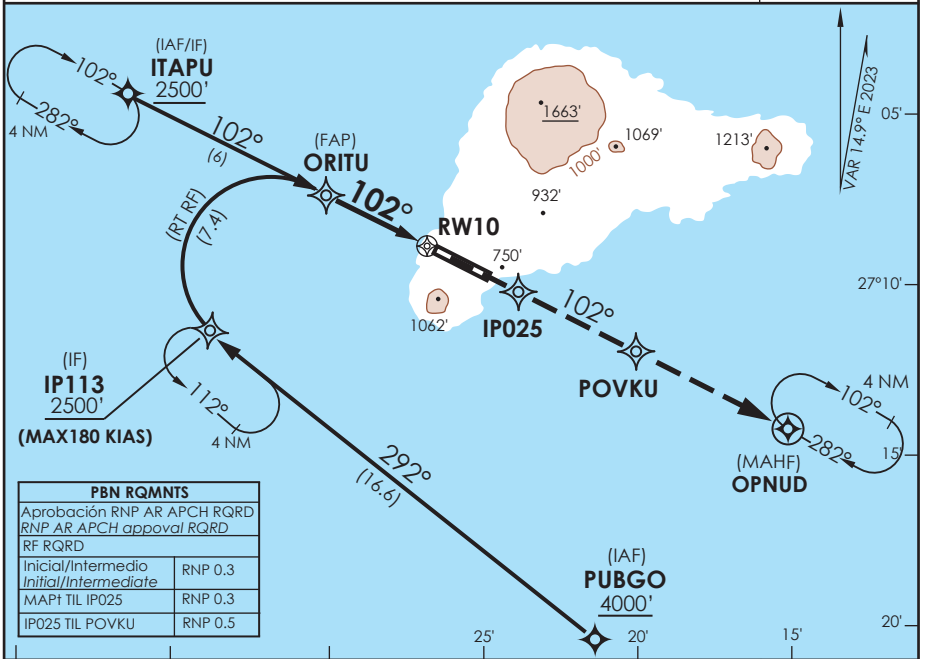 (IAF/IF)
ITAPU
2500'
102°
282°
4 NM
102°
(6)
(FAP)
ORITU
102°
RW10
1663'
1000'
1069'
1213'
932'
750'
1062'
VAR 14.9° E 2023
05'
27°10'
15'
20'
(RT RF)
(7.4)
IP025
102°
POVKU
4 NM
102°
282°
(MAHF)
OPNUD
(IF)
IP113
2500'
(MAX180 KIAS)
112°
4 NM
292°
(16.6)
(IAF)
PUBGO
4000'
PBN RQMNTS
Aprobación RNP AR APCH RQRD
RNP AR APCH appoval RQRD
RF RQRD
Inicial/Intermedio
Initial/Intermediate
RNP 0.3
MAPt TIL IP025
RNP 0.3
IP025 TIL POVKU
RNP 0.5
25'
20'
15'